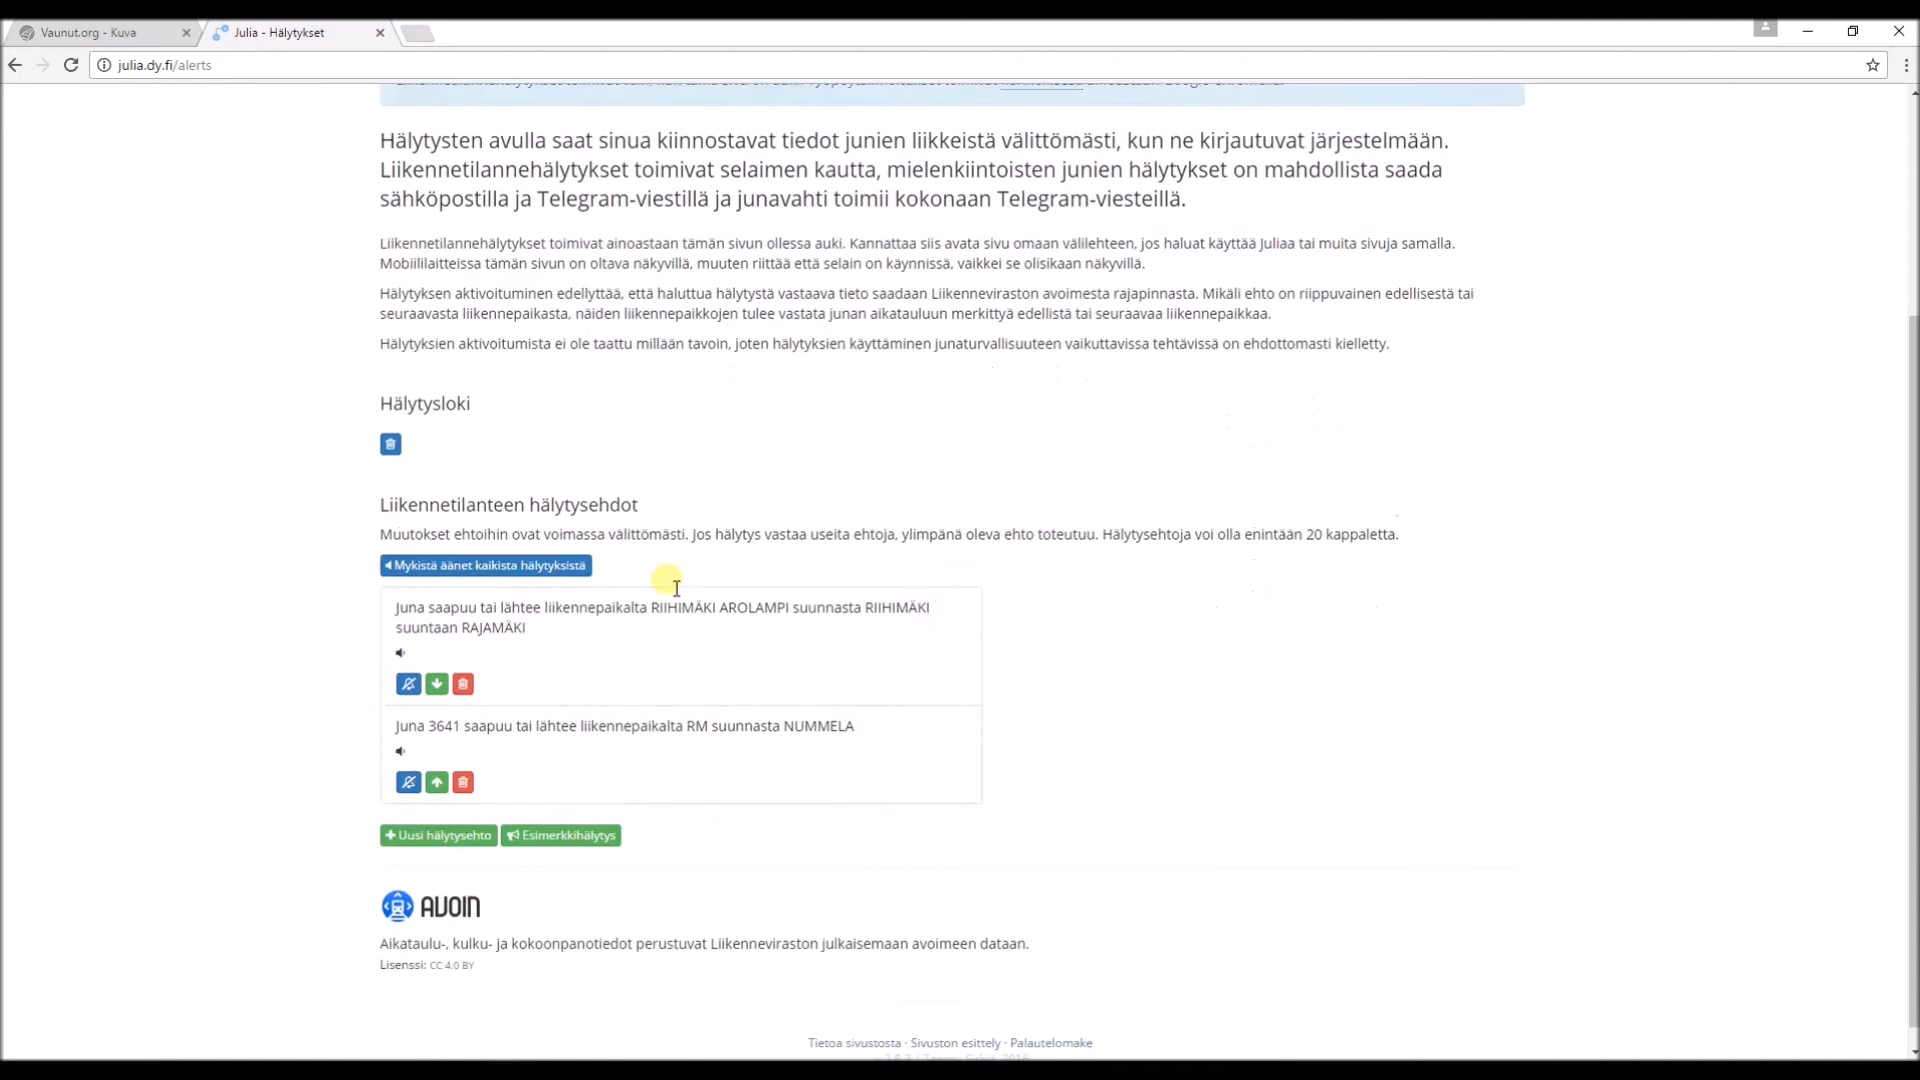 Vaunut.org - Kuva
Julia - Hälytykset
julia.dy.fi/alerts
Hälytysten avulla saat sinua kiinnostavat tiedot junien liikkeistä välittömästi, kun ne kirjautuvat järjestelmään.
Liikennetilannehälytykset toimivat selaimen kautta, mielenkiintoisten junien hälytykset on mahdollista saada
sähköpostilla ja Telegram-viestillä ja junavahti toimii kokonaan Telegram-viesteillä.
Liikennetilannehälytykset toimivat ainoastaan tämän sivun ollessa auki. Kannattaa siis avata sivu omaan välilehteen, jos haluat käyttää Juliaa tai muita sivuja samalla.
Mobiililaitteissa tämän sivun on oltava näkyvillä, muuten riittää että selain on käynnissä, vaikkei se olisikaan näkyvillä.
Hälytyksen aktivoituminen edellyttää, että haluttua hälytystä vastaava tieto saadaan Liikenneviraston avoimesta rajapinnasta. Mikäli ehto on riippuvainen edellisestä tai
seuraavasta liikennepaikasta, näiden liikennepaikkojen tulee vastata junan aikatauluun merkittyä edellistä tai seuraavaa liikennepaikkaa.
Hälytyksien aktivoitumista ei ole taattu millään tavoin, joten hälytyksien käyttäminen junaturvallisuuteen vaikuttavissa tehtävissä on ehdottomasti kielletty.
Hälytysloki
Liikennetilanteen hälytysehdot
Muutokset ehtoihin ovat voimassa välittömästi. Jos hälytys vastaa useita ehtoja, ylimpänä oleva ehto toteutuu. Hälytysehtoja voi olla enintään 20 kappaletta.
Mykistä äänet kaikista hälytyksistä
Juna saapuu tai lähtee liikennepaikalta RIIHIMÄKI AROLAMPI suunnasta RIIHIMÄKI
suuntaan RAJAMÄKI
Juna 3641 saapuu tai lähtee liikennepaikalta RM suunnasta NUMMELA
Uusi hälytysehto Esimerkkihälytys
AVOIN
Aikataulu-, kulku- ja kokoonpanotiedot perustuvat Liikenneviraston julkaisemaan avoimeen dataan.
Lisenssi: CC 4.0 BY
Tietoa sivustosta · Sivuston esittely · Palautelomake